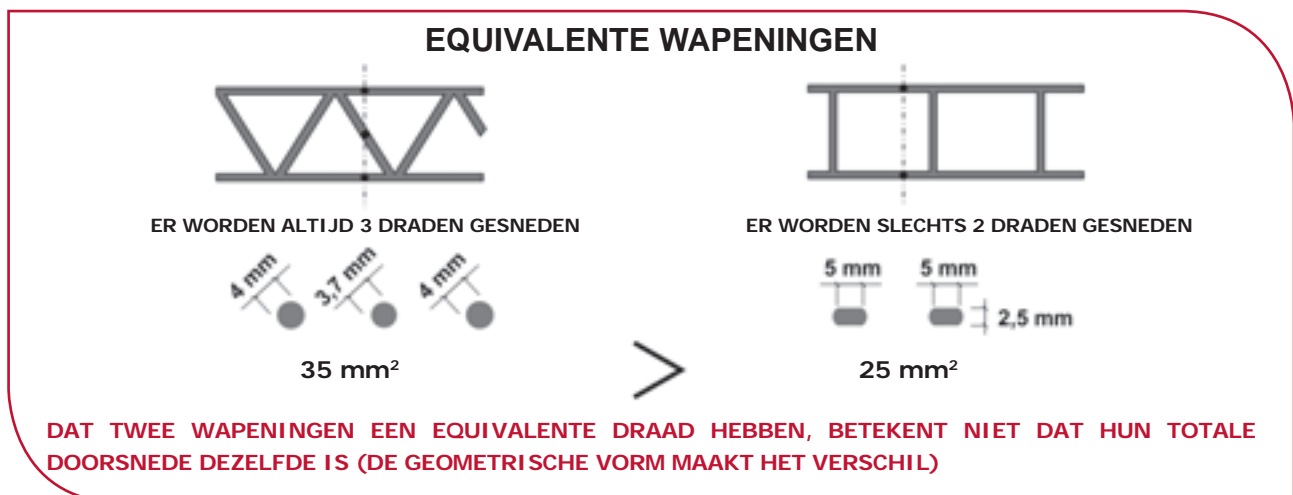 EQUIVALENTE WAPENINGEN
ER WORDEN ALTIJD 3 DRADEN GESNEDEN
4 mm
3,7 mm
4 mm
35 mm²
>
ER WORDEN SLECHTS 2 DRADEN GESNEDEN
5 mm
5 mm
2,5 mm
25 mm²
DAT TWEE WAPENINGEN EEN EQUIVALENTE DRAAD HEBBEN, BETEKENT NIET DAT HUN TOTALE
DOORSNEDE DEZELFDE IS (DE GEOMETRISCHE VORM MAAKT HET VERSCHIL)